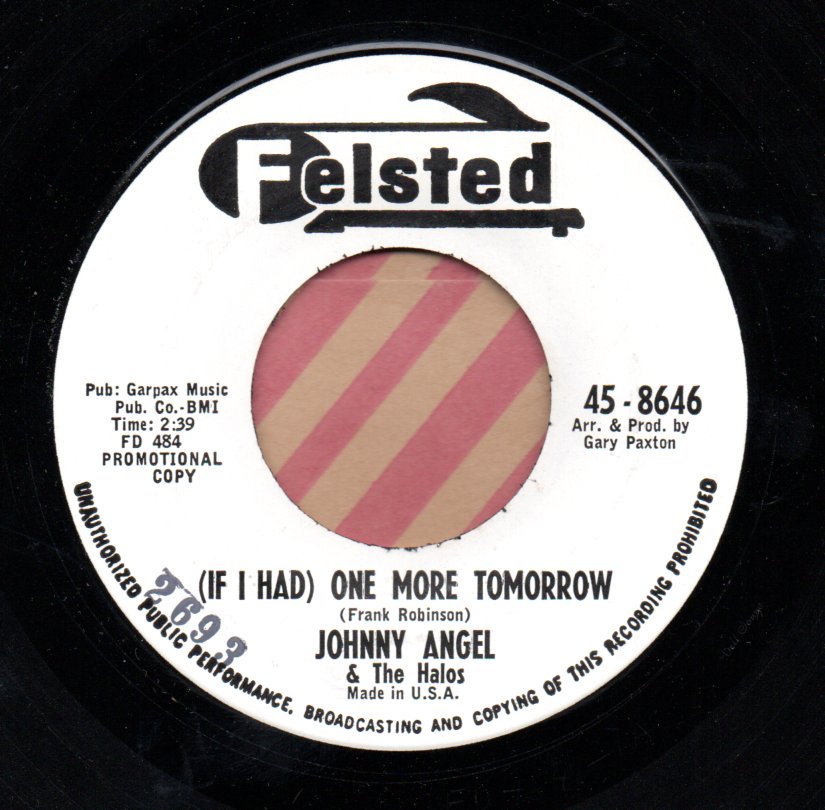 Felsted
Pub: Garpax Music
Pub. Co.-BMI
Time: 2:39
FD 484
PROMOTIONAL
COPY
45-8646
Arr. & Prod. by
Gary Paxton
(IF I HAD) ONE MORE TOMORROW
(Frank Robinson)
JOHNNY ANGEL
& The Halos
Made in U.S.A.
2693
UNAUTHORIZED PUBLIC PERFORMANCE, BROADCASTING AND COPYING OF THIS RECORDING PROHIBITED